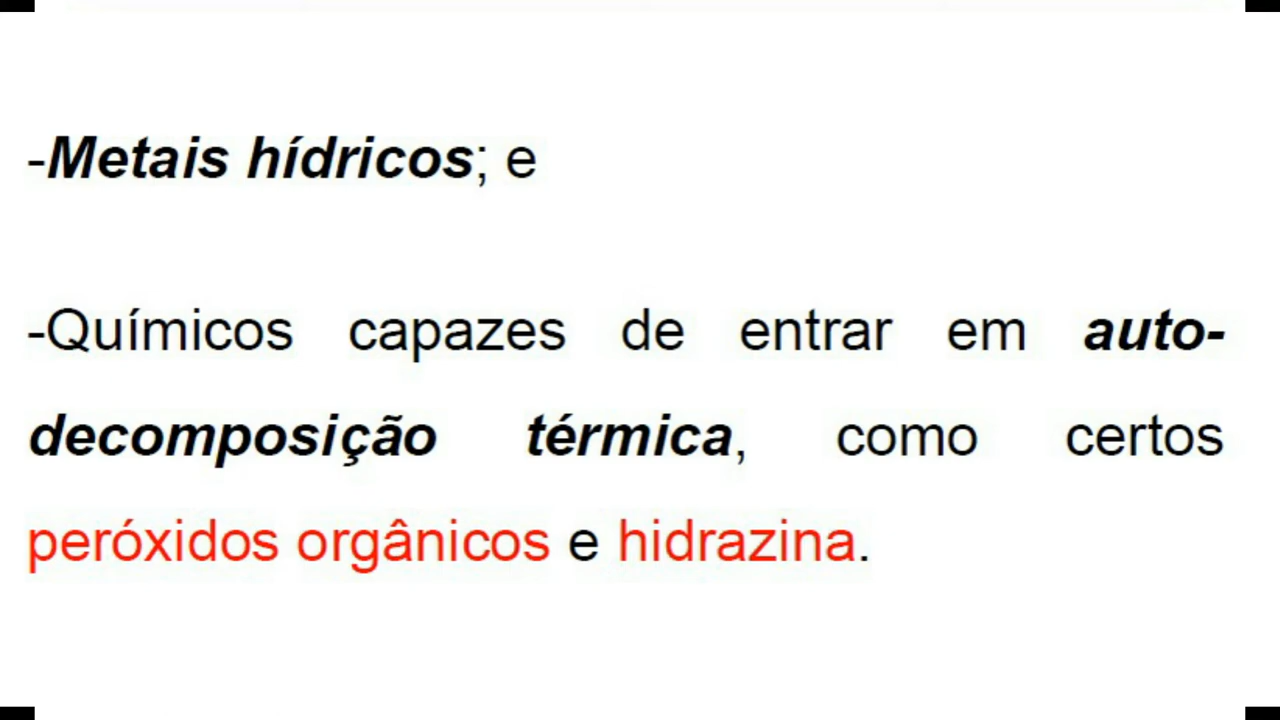 -Metais hídricos; e
-Químicos capazes de entrar em auto-
decomposição térmica, como certos
peróxidos orgânicos e hidrazina.